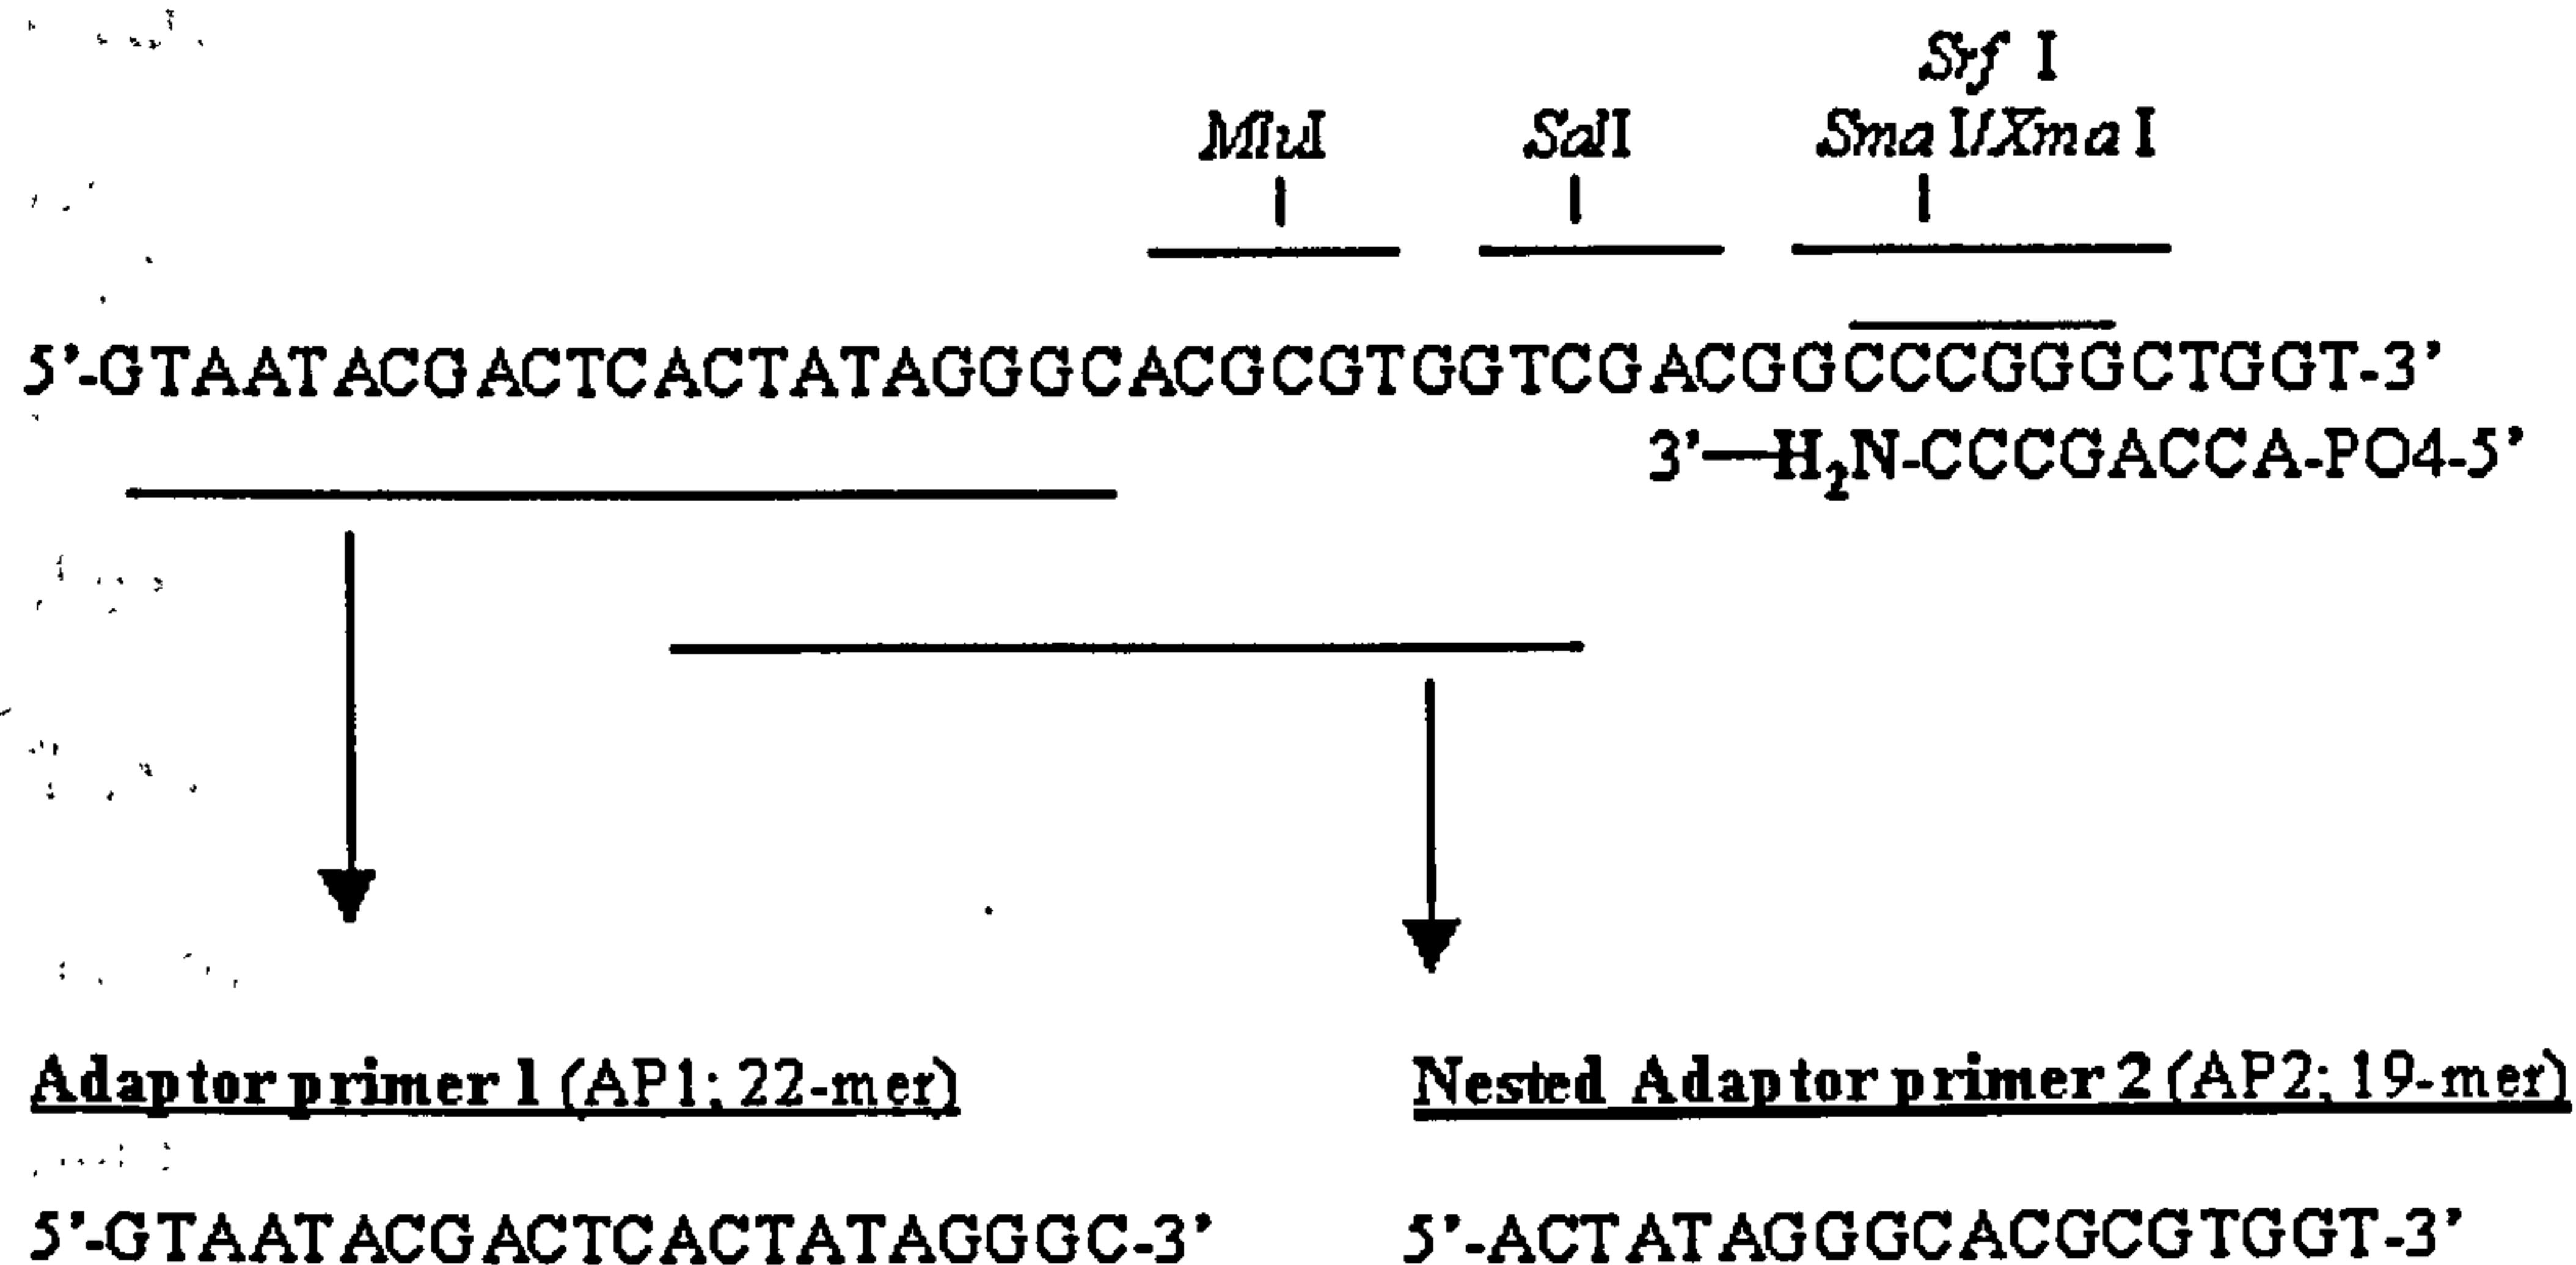 Srf I
MluI SalI Sma I/Xma I
5’-GTAATACGACTCACTATAGGGCACGCGTGGTCGACGGCCCGGGCTGGT-3’
3’—H₂N-CCCGACCA-PO4-5’
Adaptor primer 1 (AP1; 22-mer) Nested Adaptor primer 2 (AP2; 19-mer)
5’-GTAATACGACTCACTATAGGGC-3’ 5’-ACTATAGGGCACGCGTGGT-3’